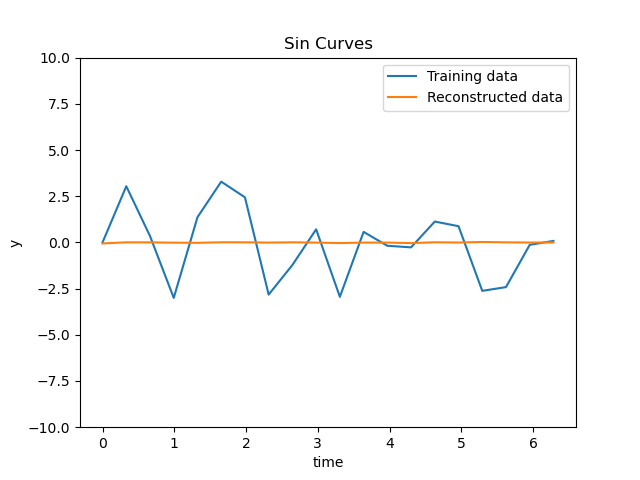 Sin Curves
Training data
Reconstructed data
10.0
7.5
5.0
2.5
0.0
−2.5
−5.0
−7.5
−10.0
y
0 1 2 3 4 5 6
time